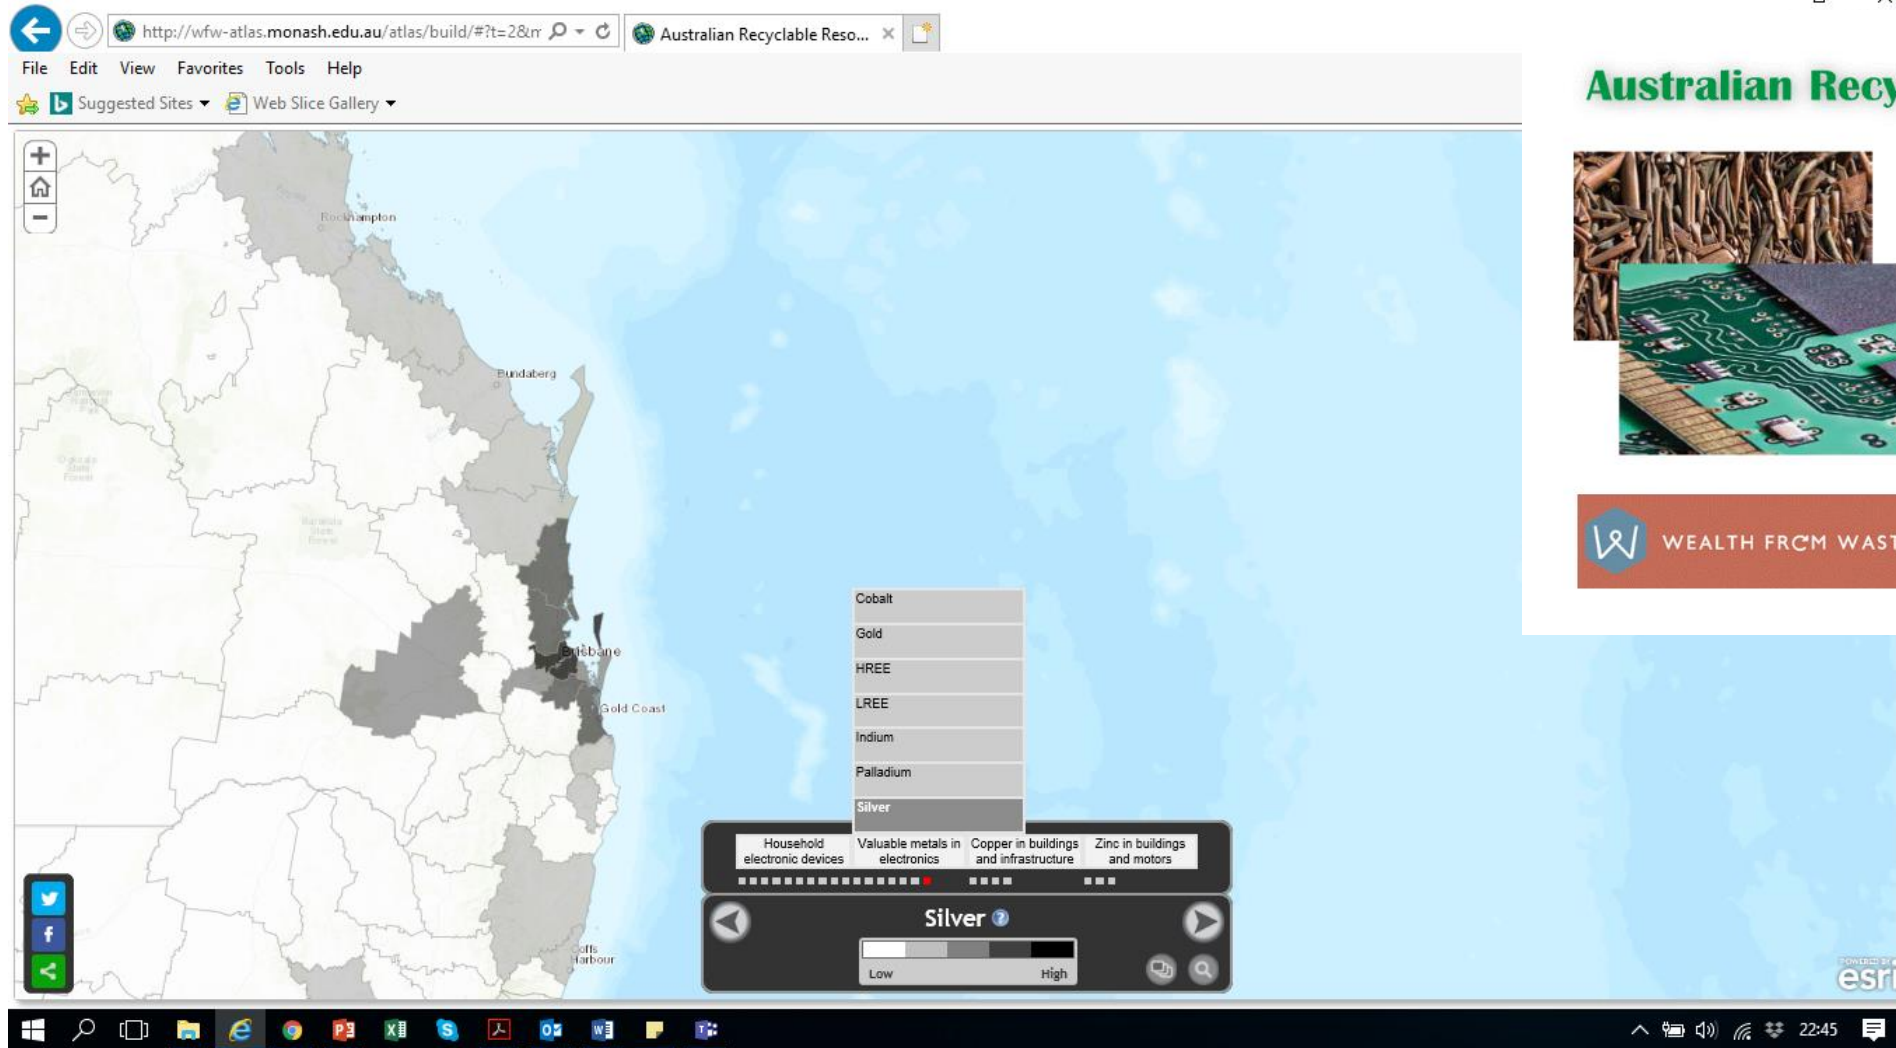 http://wfw-atlas.monash.edu.au/atlas/build/#?t=2&m
Australian Recyclable Reso...
File Edit View Favorites Tools Help
Suggested Sites
Web Slice Gallery
Australian Recy
WEALTH FROM WAST
Rockhampton
Bundaberg
Brisbane
Gold Coast
Coffs
Harbour
Cobalt
Gold
HREE
LREE
Indium
Palladium
Silver
Household
electronic devices
Valuable metals in
electronics
Copper in buildings
and infrastructure
Zinc in buildings
and motors
Silver
Low
High
POWERED BY
esri
22:45